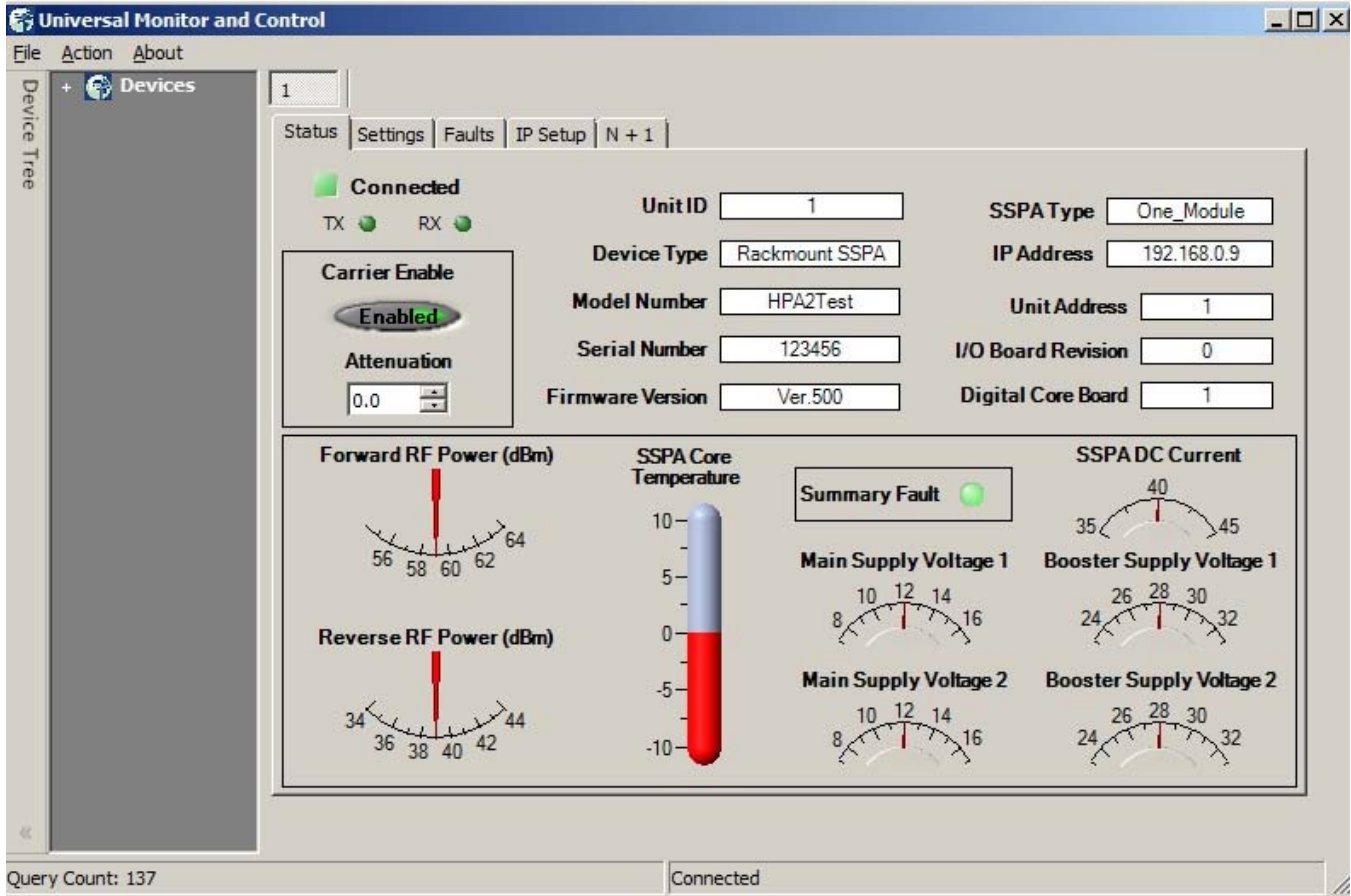 Universal Monitor and Control
File Action About
Device Tree
+ Devices
1
Status Settings Faults IP Setup N + 1
Connected
TX RX
Carrier Enable
Enabled
Attenuation
0.0
Unit ID 1
Device Type Rackmount SSPA
Model Number HPA2Test
Serial Number 123456
Firmware Version Ver.500
SSPA Type One_Module
IP Address 192.168.0.9
Unit Address 1
I/O Board Revision 0
Digital Core Board 1
Forward RF Power (dBm)
56 58 60 62 64
Reverse RF Power (dBm)
34 36 38 40 42 44
SSPA Core
Temperature
10
5
0
-5
-10
Summary Fault
SSPA DC Current
35 40 45
Main Supply Voltage 1
8 10 12 14 16
Booster Supply Voltage 1
24 26 28 30 32
Main Supply Voltage 2
8 10 12 14 16
Booster Supply Voltage 2
24 26 28 30 32
«
Query Count: 137
Connected